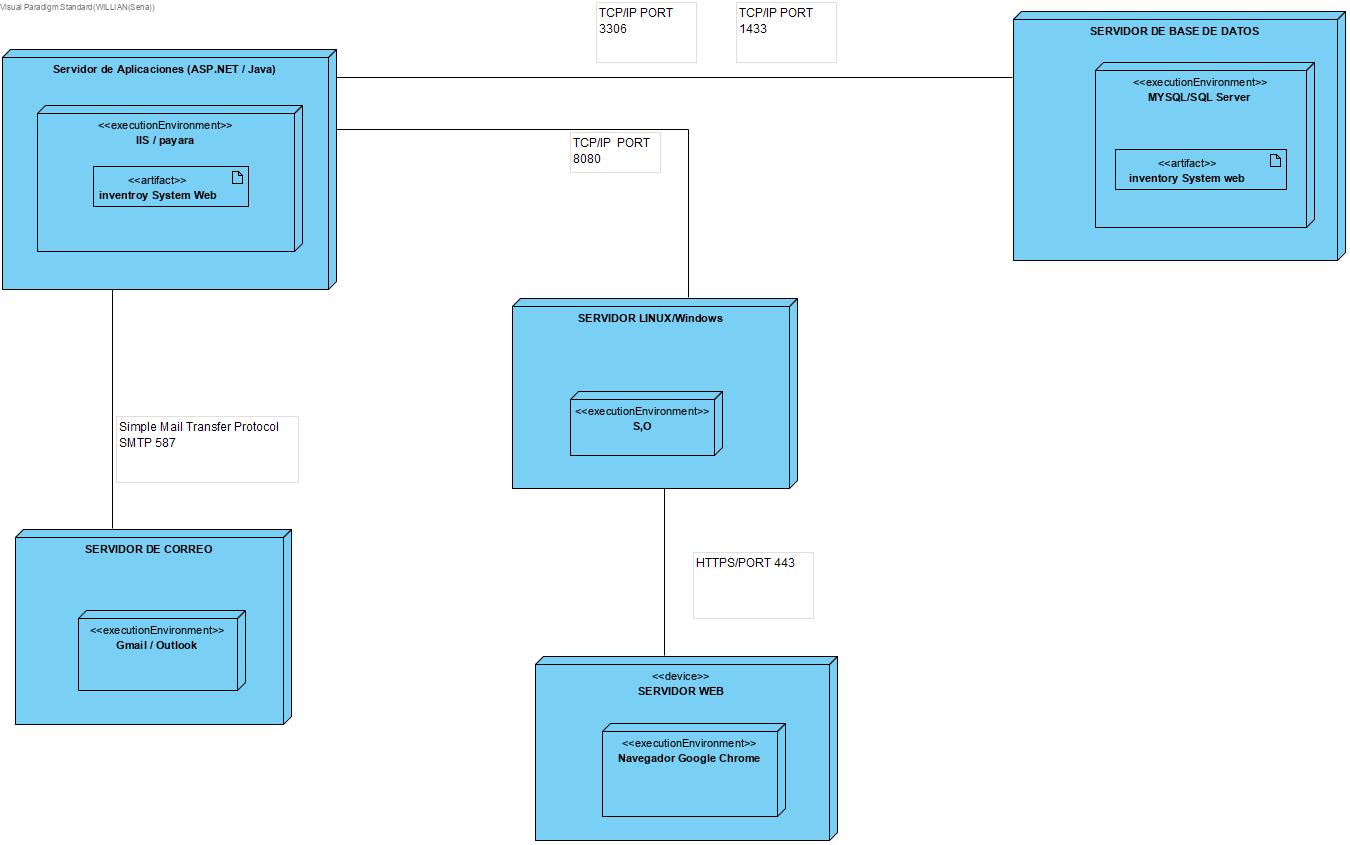 Visual Paradigm Standard(WILLIAN(Sena))
TCP/IP PORT
3306
TCP/IP PORT
1433
SERVIDOR DE BASE DE DATOS
<<executionEnvironment>>
MYSQL/SQL Server
<<artifact>>
inventory System web
Servidor de Aplicaciones (ASP.NET / Java)
<<executionEnvironment>>
IIS / payara
<<artifact>>
inventroy System Web
TCP/IP  PORT
8080
SERVIDOR LINUX/Windows
<<executionEnvironment>>
S,O
Simple Mail Transfer Protocol
SMTP 587
SERVIDOR DE CORREO
<<executionEnvironment>>
Gmail / Outlook
HTTPS/PORT 443
<<device>>
SERVIDOR WEB
<<executionEnvironment>>
Navegador Google Chrome